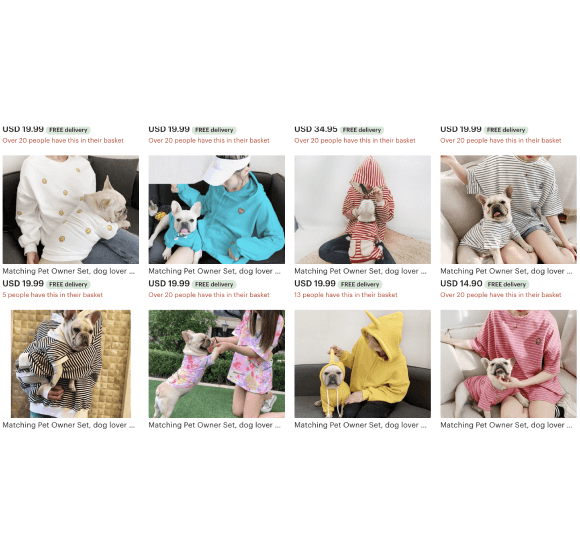 USD 19.99 FREE delivery
Over 20 people have this in their basket
USD 19.99 FREE delivery
Over 20 people have this in their basket
USD 34.95 FREE delivery
Over 20 people have this in their basket
USD 19.99 FREE delivery
Over 20 people have this in their basket
Matching Pet Owner Set, dog lover ...
USD 19.99 FREE delivery
5 people have this in their basket
Matching Pet Owner Set, dog lover ...
USD 19.99 FREE delivery
Over 20 people have this in their basket
Matching Pet Owner Set, dog lover ...
USD 19.99 FREE delivery
13 people have this in their basket
Matching Pet Owner Set, dog lover ...
USD 14.90 FREE delivery
Over 20 people have this in their basket
Matching Pet Owner Set, dog lover ...
Matching Pet Owner Set, dog lover ...
Matching Pet Owner Set, dog lover ...
Matching Pet Owner Set, dog lover ...